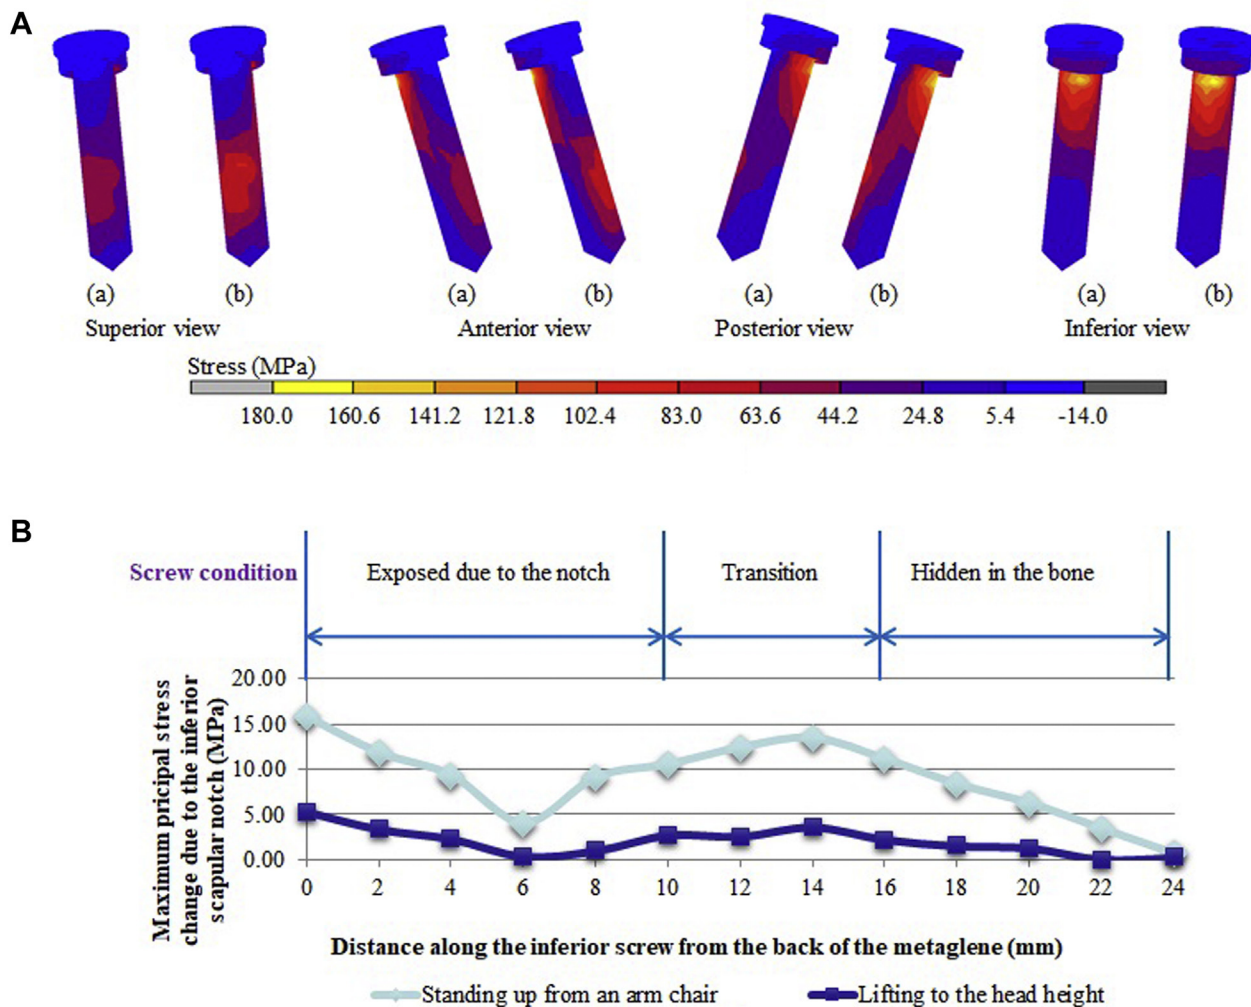 A
(a) (b) (a) (b) (a) (b) (a) (b)
Superior view Anterior view Posterior view Inferior view
Stress (MPa)
180.0 160.6 141.2 121.8 102.4 83.0 63.6 44.2 24.8 5.4 -14.0
B
Screw condition Exposed due to the notch Transition Hidden in the bone
Maximum pricipal stress
change due to the inferior
scapular notch (MPa)
20.00
15.00
10.00
5.00
0.00
0 2 4 6 8 10 12 14 16 18 20 22 24
Distance along the inferior screw from the back of the metaglene (mm)
Standing up from an arm chair Lifting to the head height